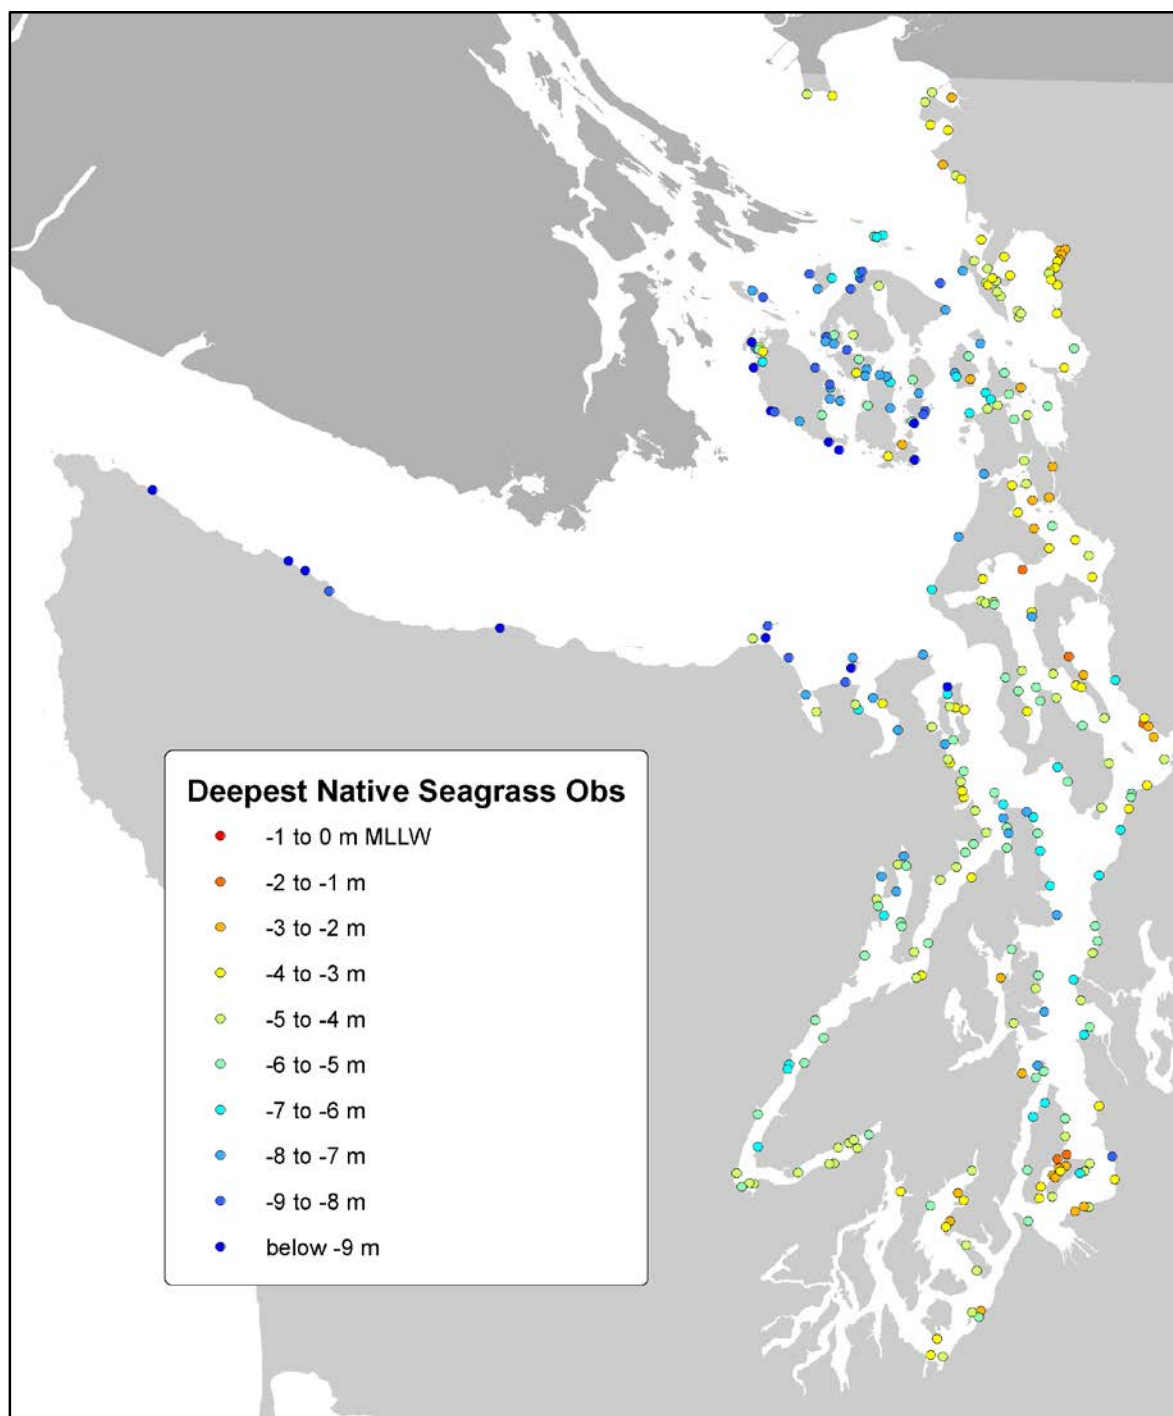 Deepest Native Seagrass Obs
-1 to 0 m MLLW
-2 to -1 m
-3 to -2 m
-4 to -3 m
-5 to -4 m
-6 to -5 m
-7 to -6 m
-8 to -7 m
-9 to -8 m
below -9 m